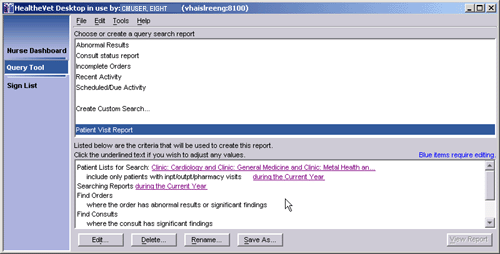 HealtheVet Desktop in use by: CMUSER, EIGHT (vhaislreeng:8100)
File Edit Tools Help
Choose or create a query search report
Nurse Dashboard
Query Tool
Sign List
Abnormal Results
Consult status report
Incomplete Orders
Recent Activity
Scheduled/Due Activity
Create Custom Search...
Patient Visit Report
Listed below are the criteria that will be used to create this report.
Click the underlined text if you wish to adjust any values. Blue items require editing.
Patient Lists for Search: Clinic: Cardiology and Clinic: General Medicine and Clinic: Metal Health an...
include only patients with inpt/outpt/pharmacy visits during the Current Year
Searching Reports during the Current Year
Find Orders
where the order has abnormal results or significant findings
Find Consults
where the consult has significant findings
Edit... Delete... Rename... Save As... View Report